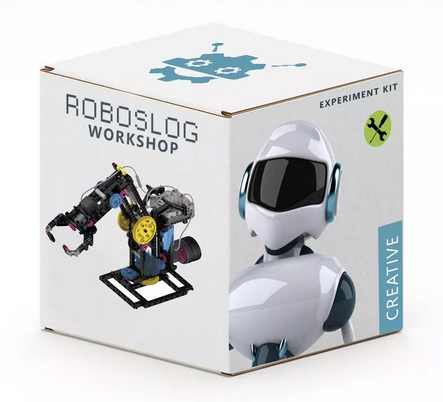 ROBOSLOG
WORKSHOP
EXPERIMENT KIT
CREATIVE